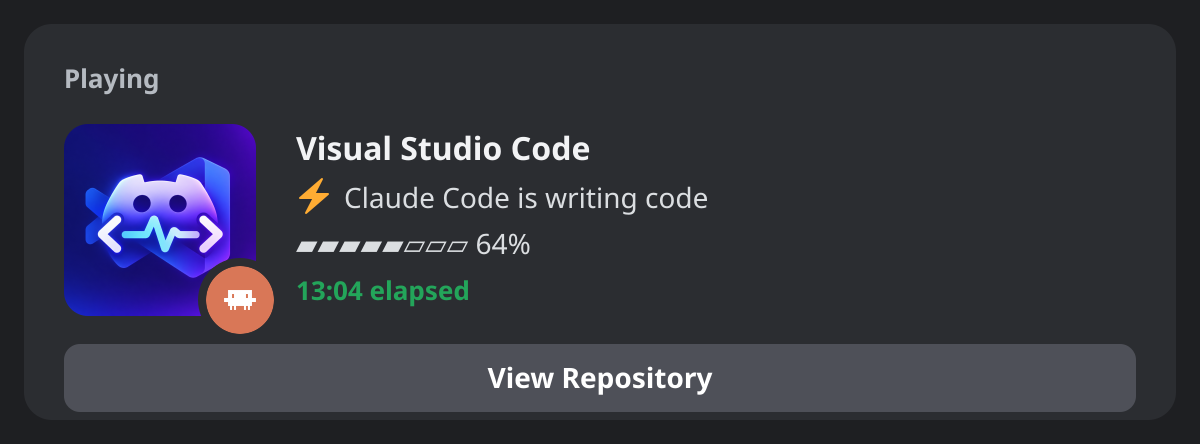 Playing
Visual Studio Code
⚡ Claude Code is writing code
▰▰▰▰▰▱▱▱ 64%
13:04 elapsed
View Repository